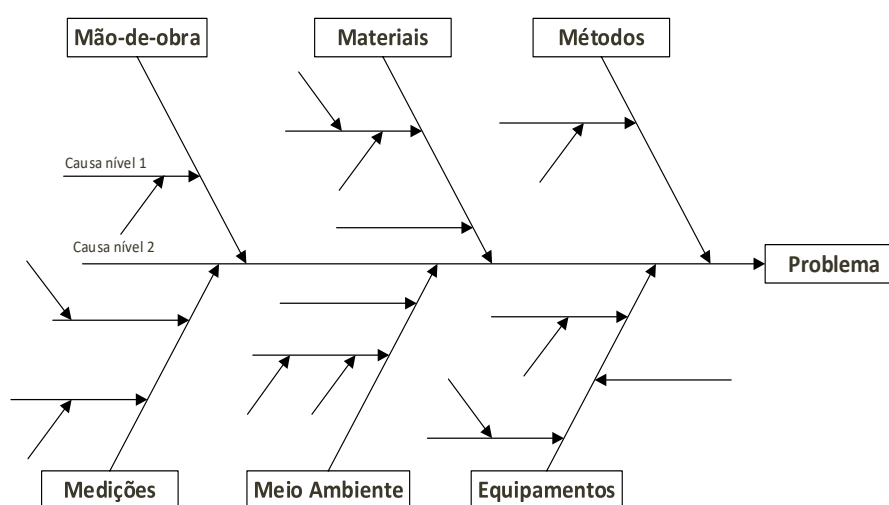 Mão-de-obra
Materiais
Métodos
Causa nível 1
Causa nível 2
Problema
Medições
Meio Ambiente
Equipamentos